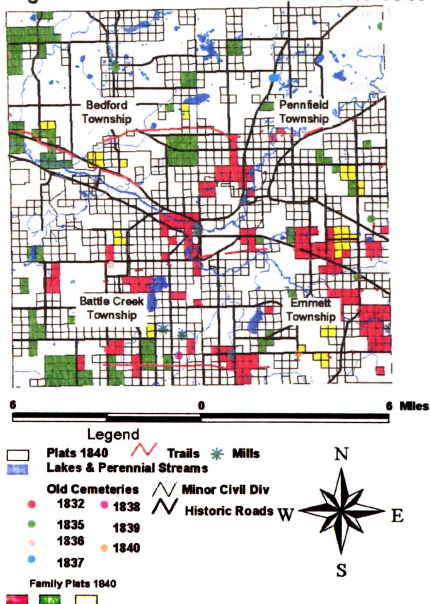 Bedford
Township
Pennfield
Township
Battle Creek
Township
Emmett
Township
6 0 6 Miles
Legend
Plats 1840 Trails Mills
Lakes & Perennial Streams
Old Cemeteries Minor Civil Div
Historic Roads
1832 1838
1835 1839
1836 1840
1837
Family Plats 1840
N
W E
S